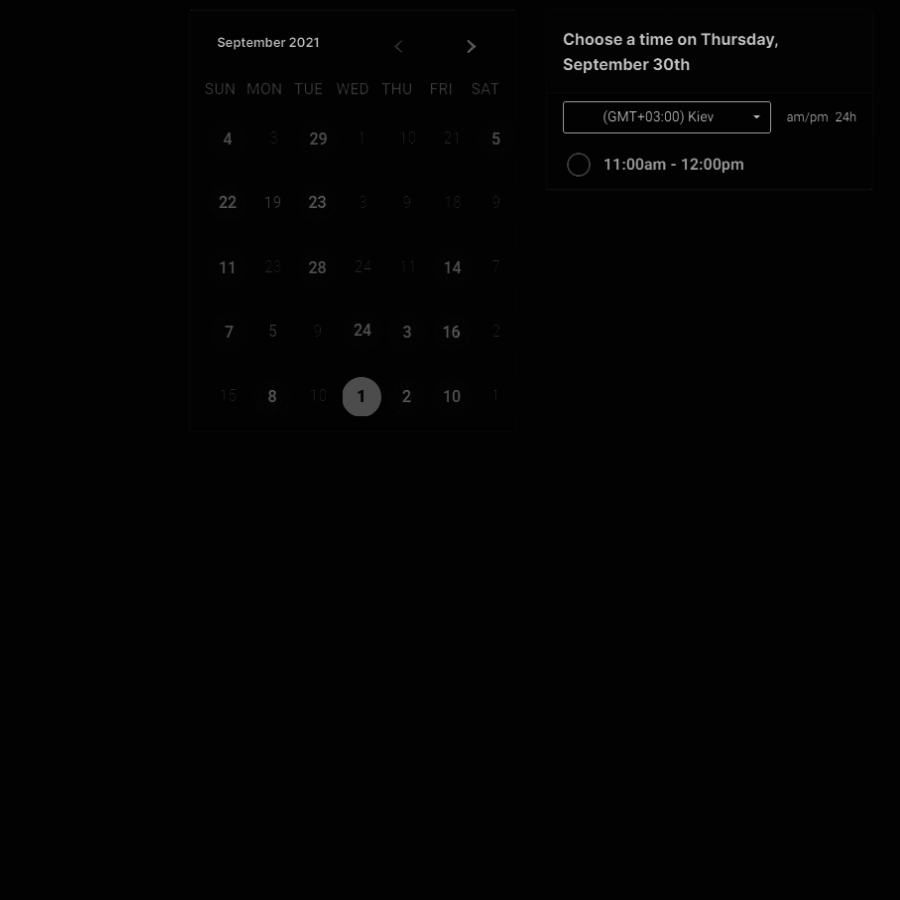 September 2021
SUN MON TUE WED THU FRI SAT
4 3 29 1 10 21 5
22 19 23 3 9 18 9
11 23 28 24 11 14 7
7 5 9 24 3 16 2
15 8 10 1 2 10 1
Choose a time on Thursday,
September 30th
(GMT+03:00) Kiev am/pm 24h
11:00am - 12:00pm